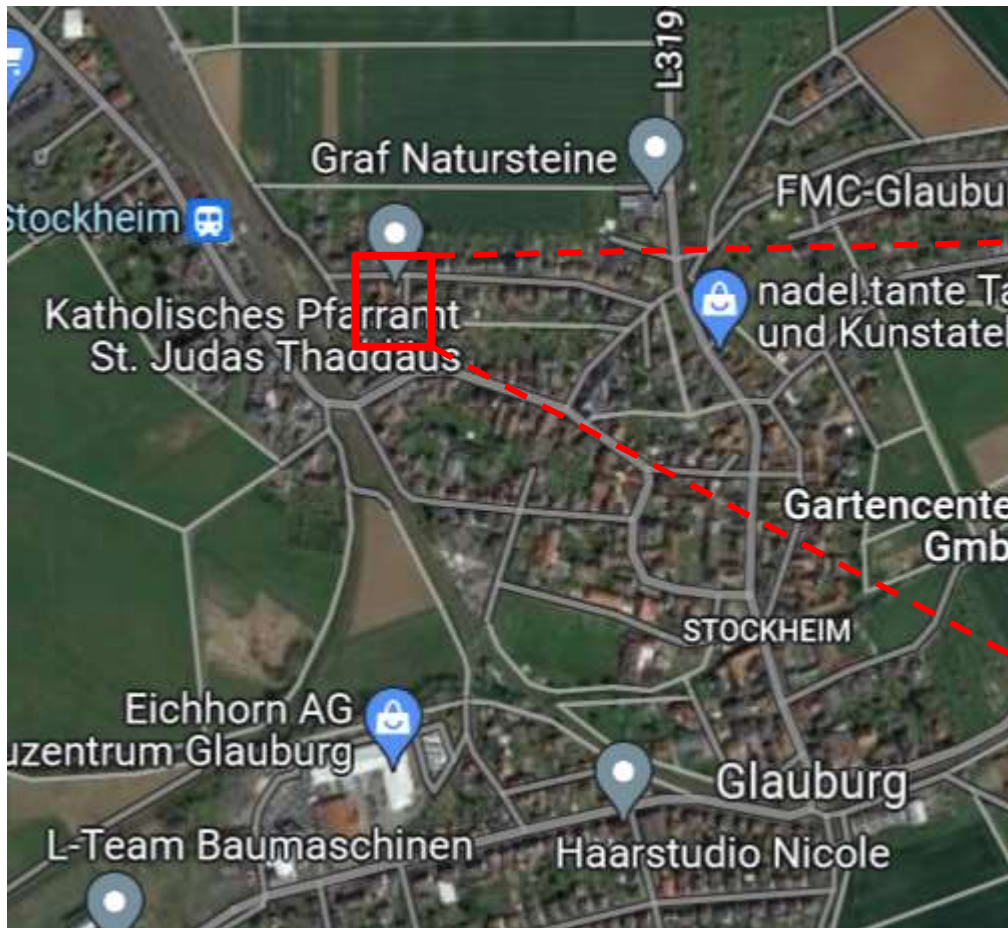 L319
Graf Natursteine
FMC-Glaubu
Stockheim
nadel.tante Ta
und Kunstate
Katholisches Pfarramt
St. Judas Thaddäus
Gartencente
Gmb
STOCKHEIM
Eichhorn AG
uzentrum Glauburg
Glauburg
L-Team Baumaschinen
Haarstudio Nicole